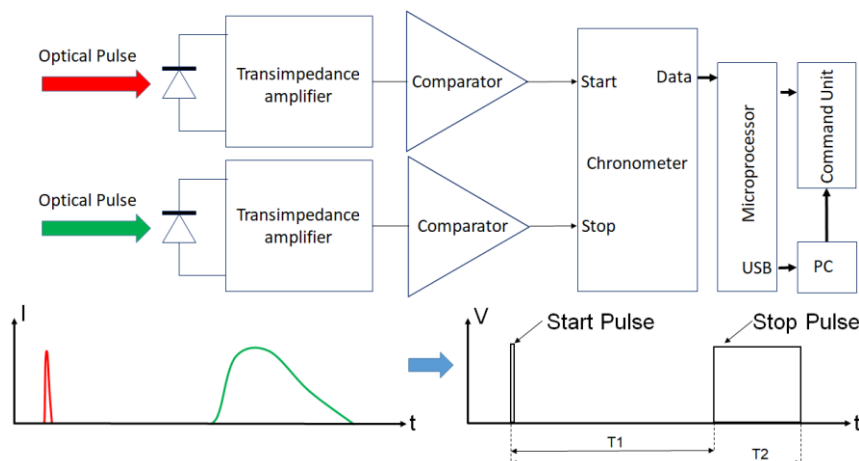 Optical Pulse
Transimpedance
amplifier
Comparator
Start
Data
Chronometer
Microprocessor
Command Unit
Optical Pulse
Transimpedance
amplifier
Comparator
Stop
USB
PC
I
t
V
Start Pulse
Stop Pulse
t
T1
T2